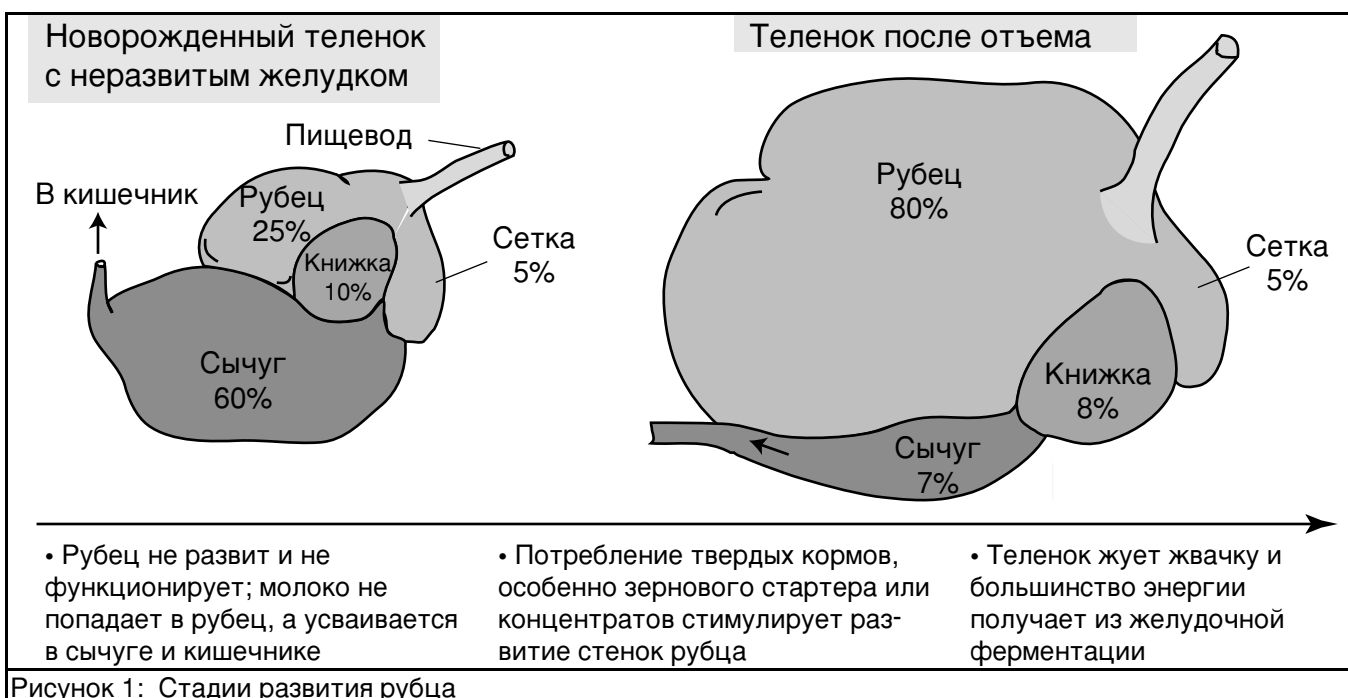 Новорожденный теленок
с неразвитым желудком
Пищевод
В кишечник
Рубец
25%
Книжка
10%
Сетка
5%
Сычуг
60%
Теленок после отъема
Рубец
80%
Сетка
5%
Книжка
8%
Сычуг
7%
• Рубец не развит и не
функционирует; молоко не
попадает в рубец, а усваивается
в сычуге и кишечнике
• Потребление твердых кормов,
особенно зернового стартера или
концентратов стимулирует раз-
витие стенок рубца
• Теленок жует жвачку и
большинство энергии
получает из желудочной
ферментации
Рисунок 1: Стадии развития рубца